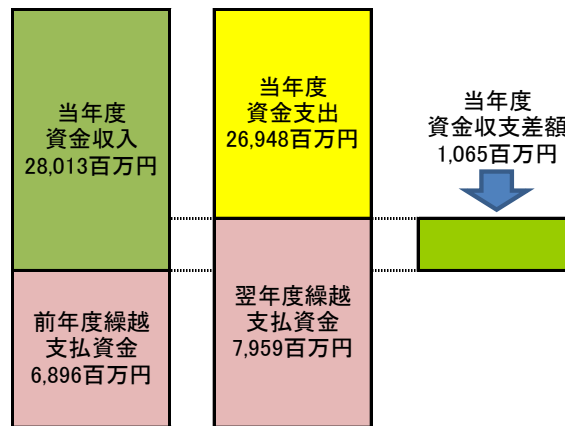 当年度
資金収入
28,013百万円
前年度繰越
支払資金
6,896百万円
当年度
資金支出
26,948百万円
翌年度繰越
支払資金
7,959百万円
当年度
資金収支差額
1,065百万円